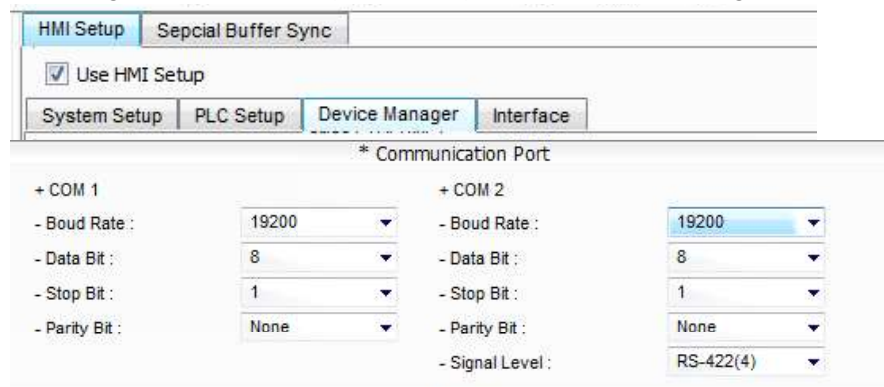 HMI Setup Sepcial Buffer Sync
Use HMI Setup
System Setup PLC Setup Device Manager Interface
* Communication Port
+ COM 1 + COM 2
- Boud Rate : 19200 - Boud Rate : 19200
- Data Bit : 8 - Data Bit : 8
- Stop Bit : 1 - Stop Bit : 1
- Parity Bit : None - Parity Bit : None
- Signal Level : RS-422(4)